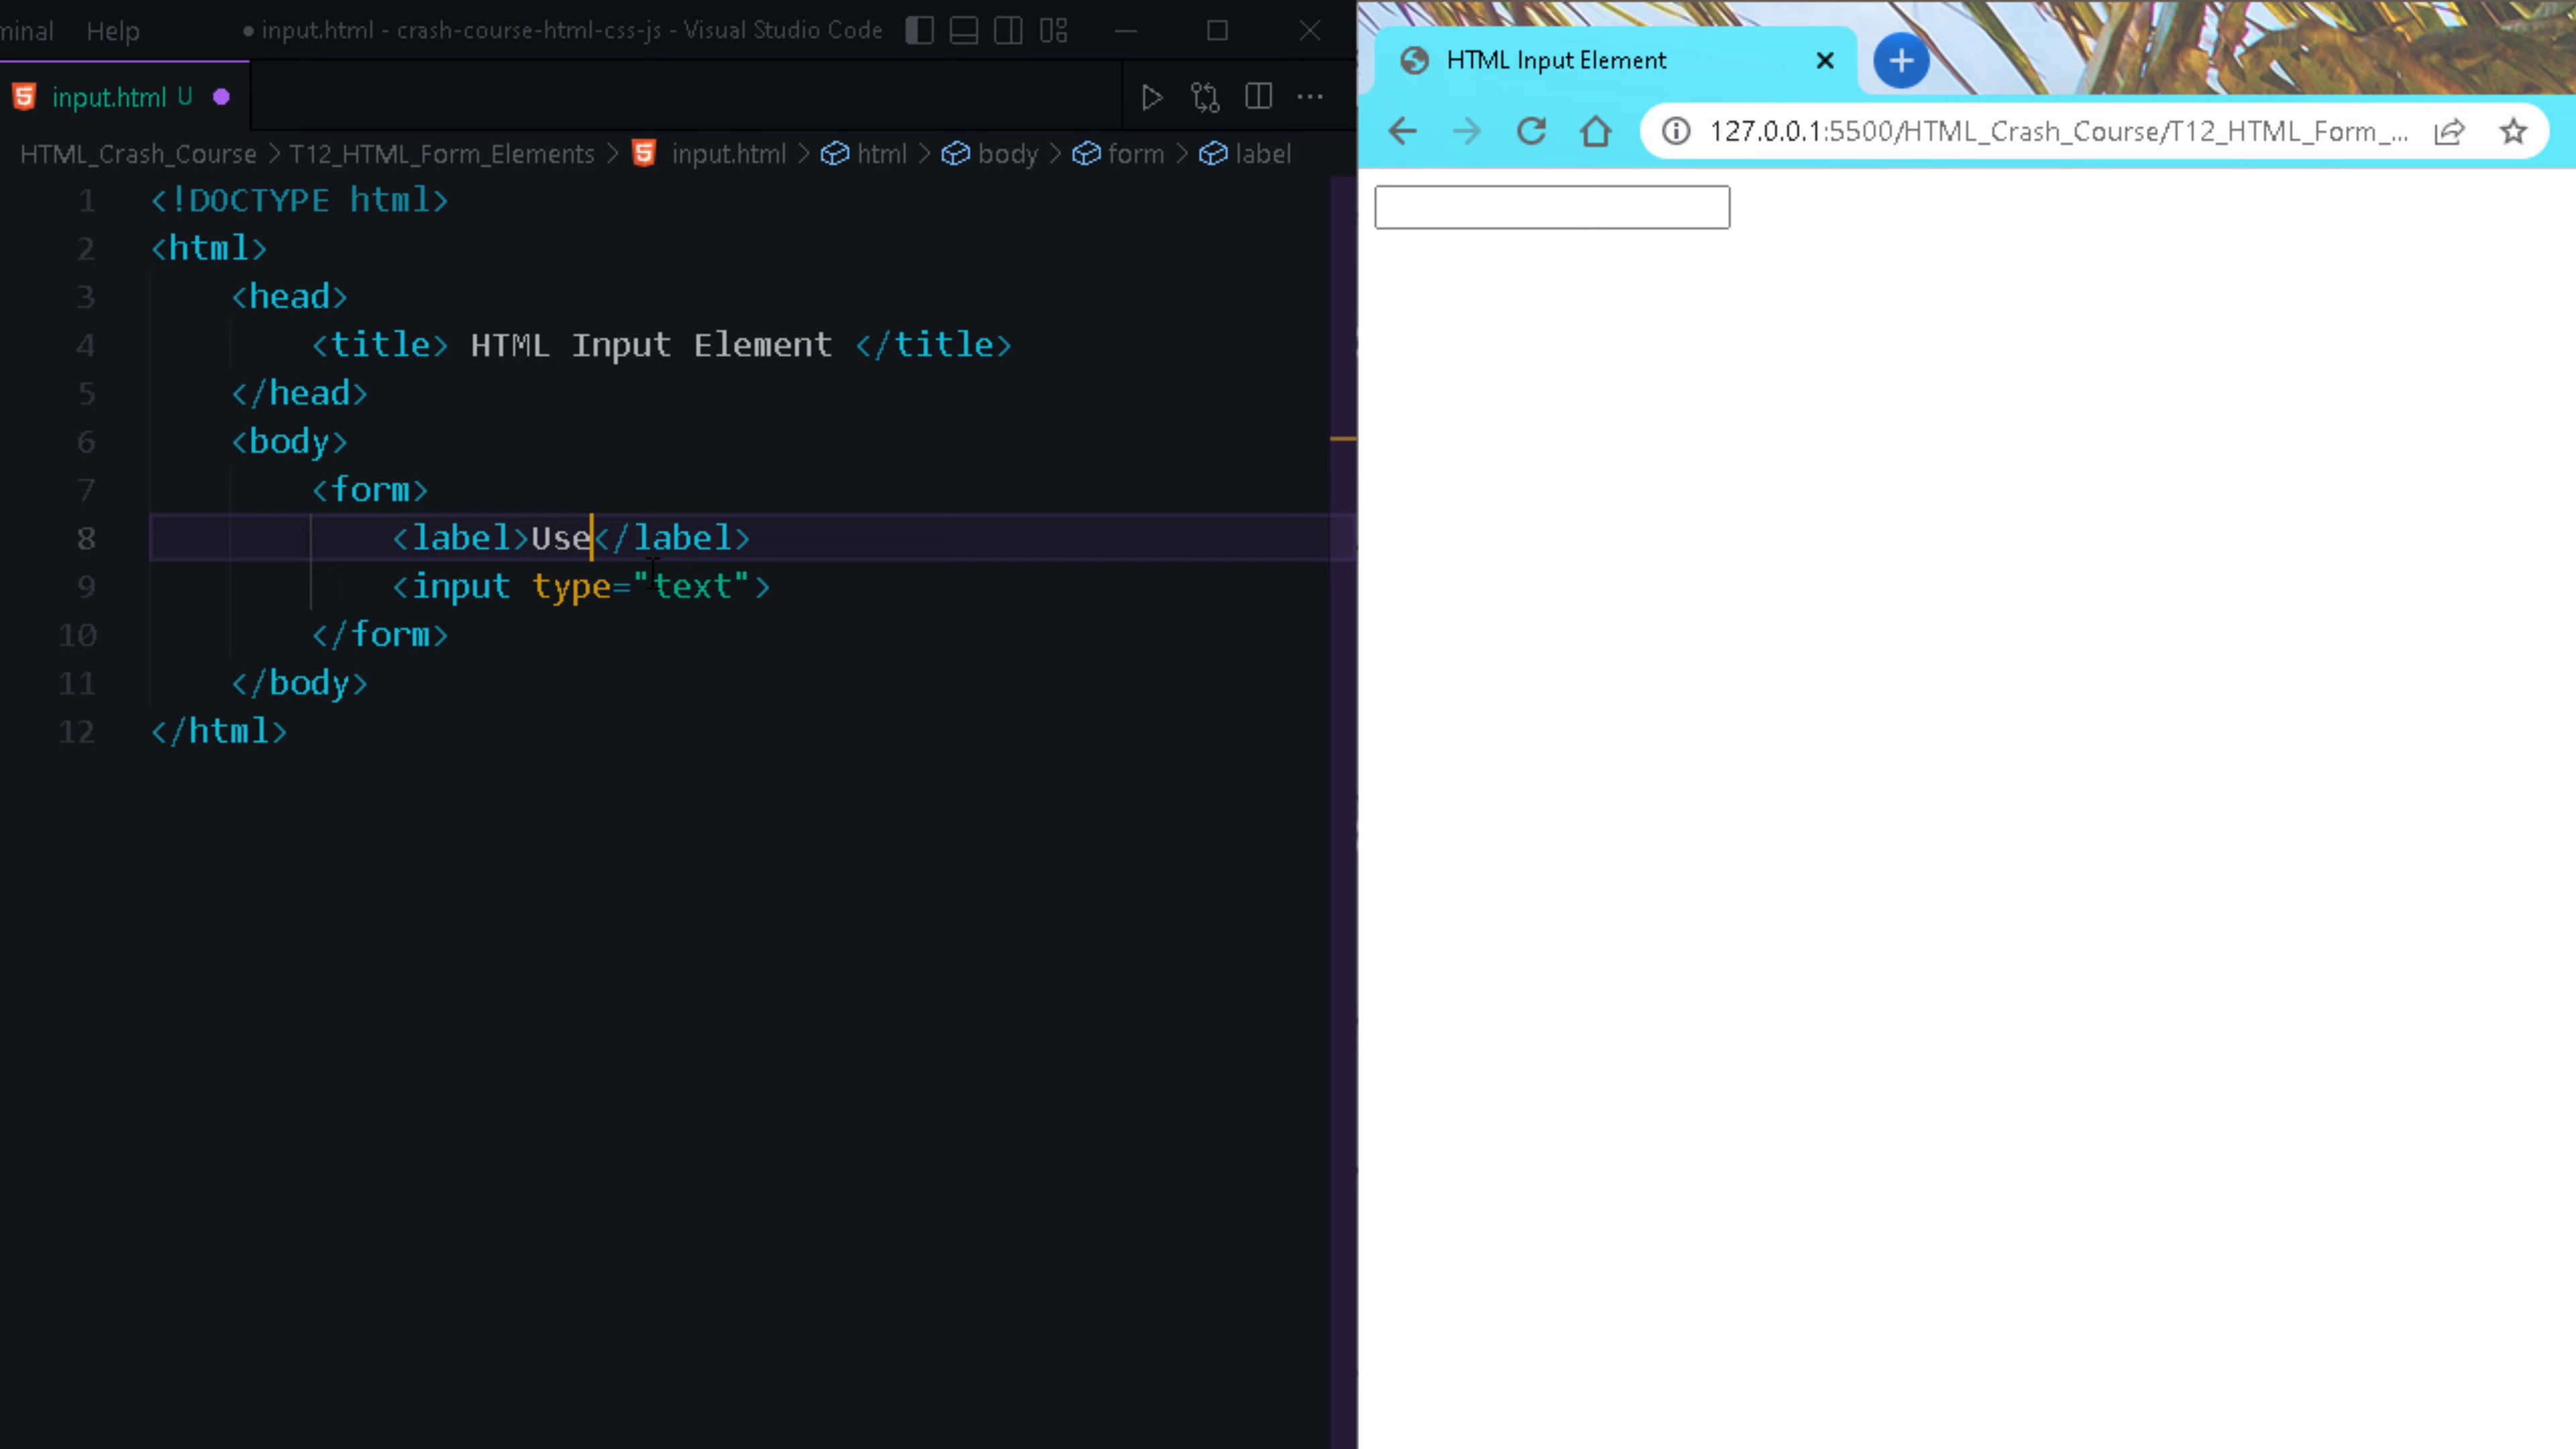 minal Help ● input.html - crash-course-html-css-js - Visual Studio Code
input.html U
HTML_Crash_Course > T12_HTML_Form_Elements > input.html > html > body > form > label
1 <!DOCTYPE html>
2 <html>
3 <head>
4 <title> HTML Input Element </title>
5 </head>
6 <body>
7 <form>
8 <label>Use</label>
9 <input type="text">
10 </form>
11 </body>
12 </html>
HTML Input Element
127.0.0.1:5500/HTML_Crash_Course/T12_HTML_Form_...